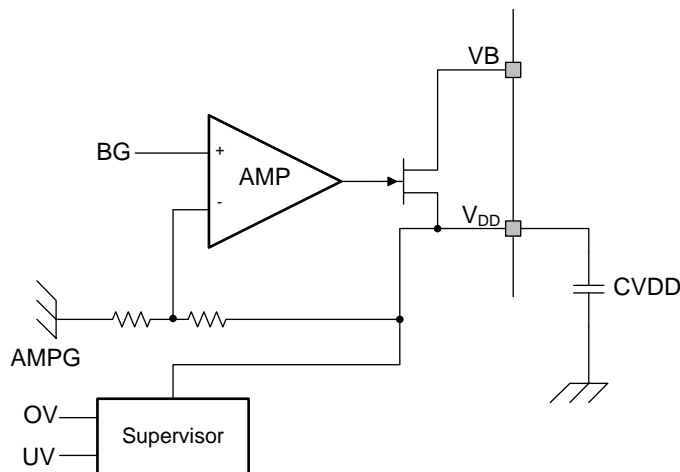 VB
BG
+
AMP
-
VDD
CVDD
AMPG
OV
Supervisor
UV